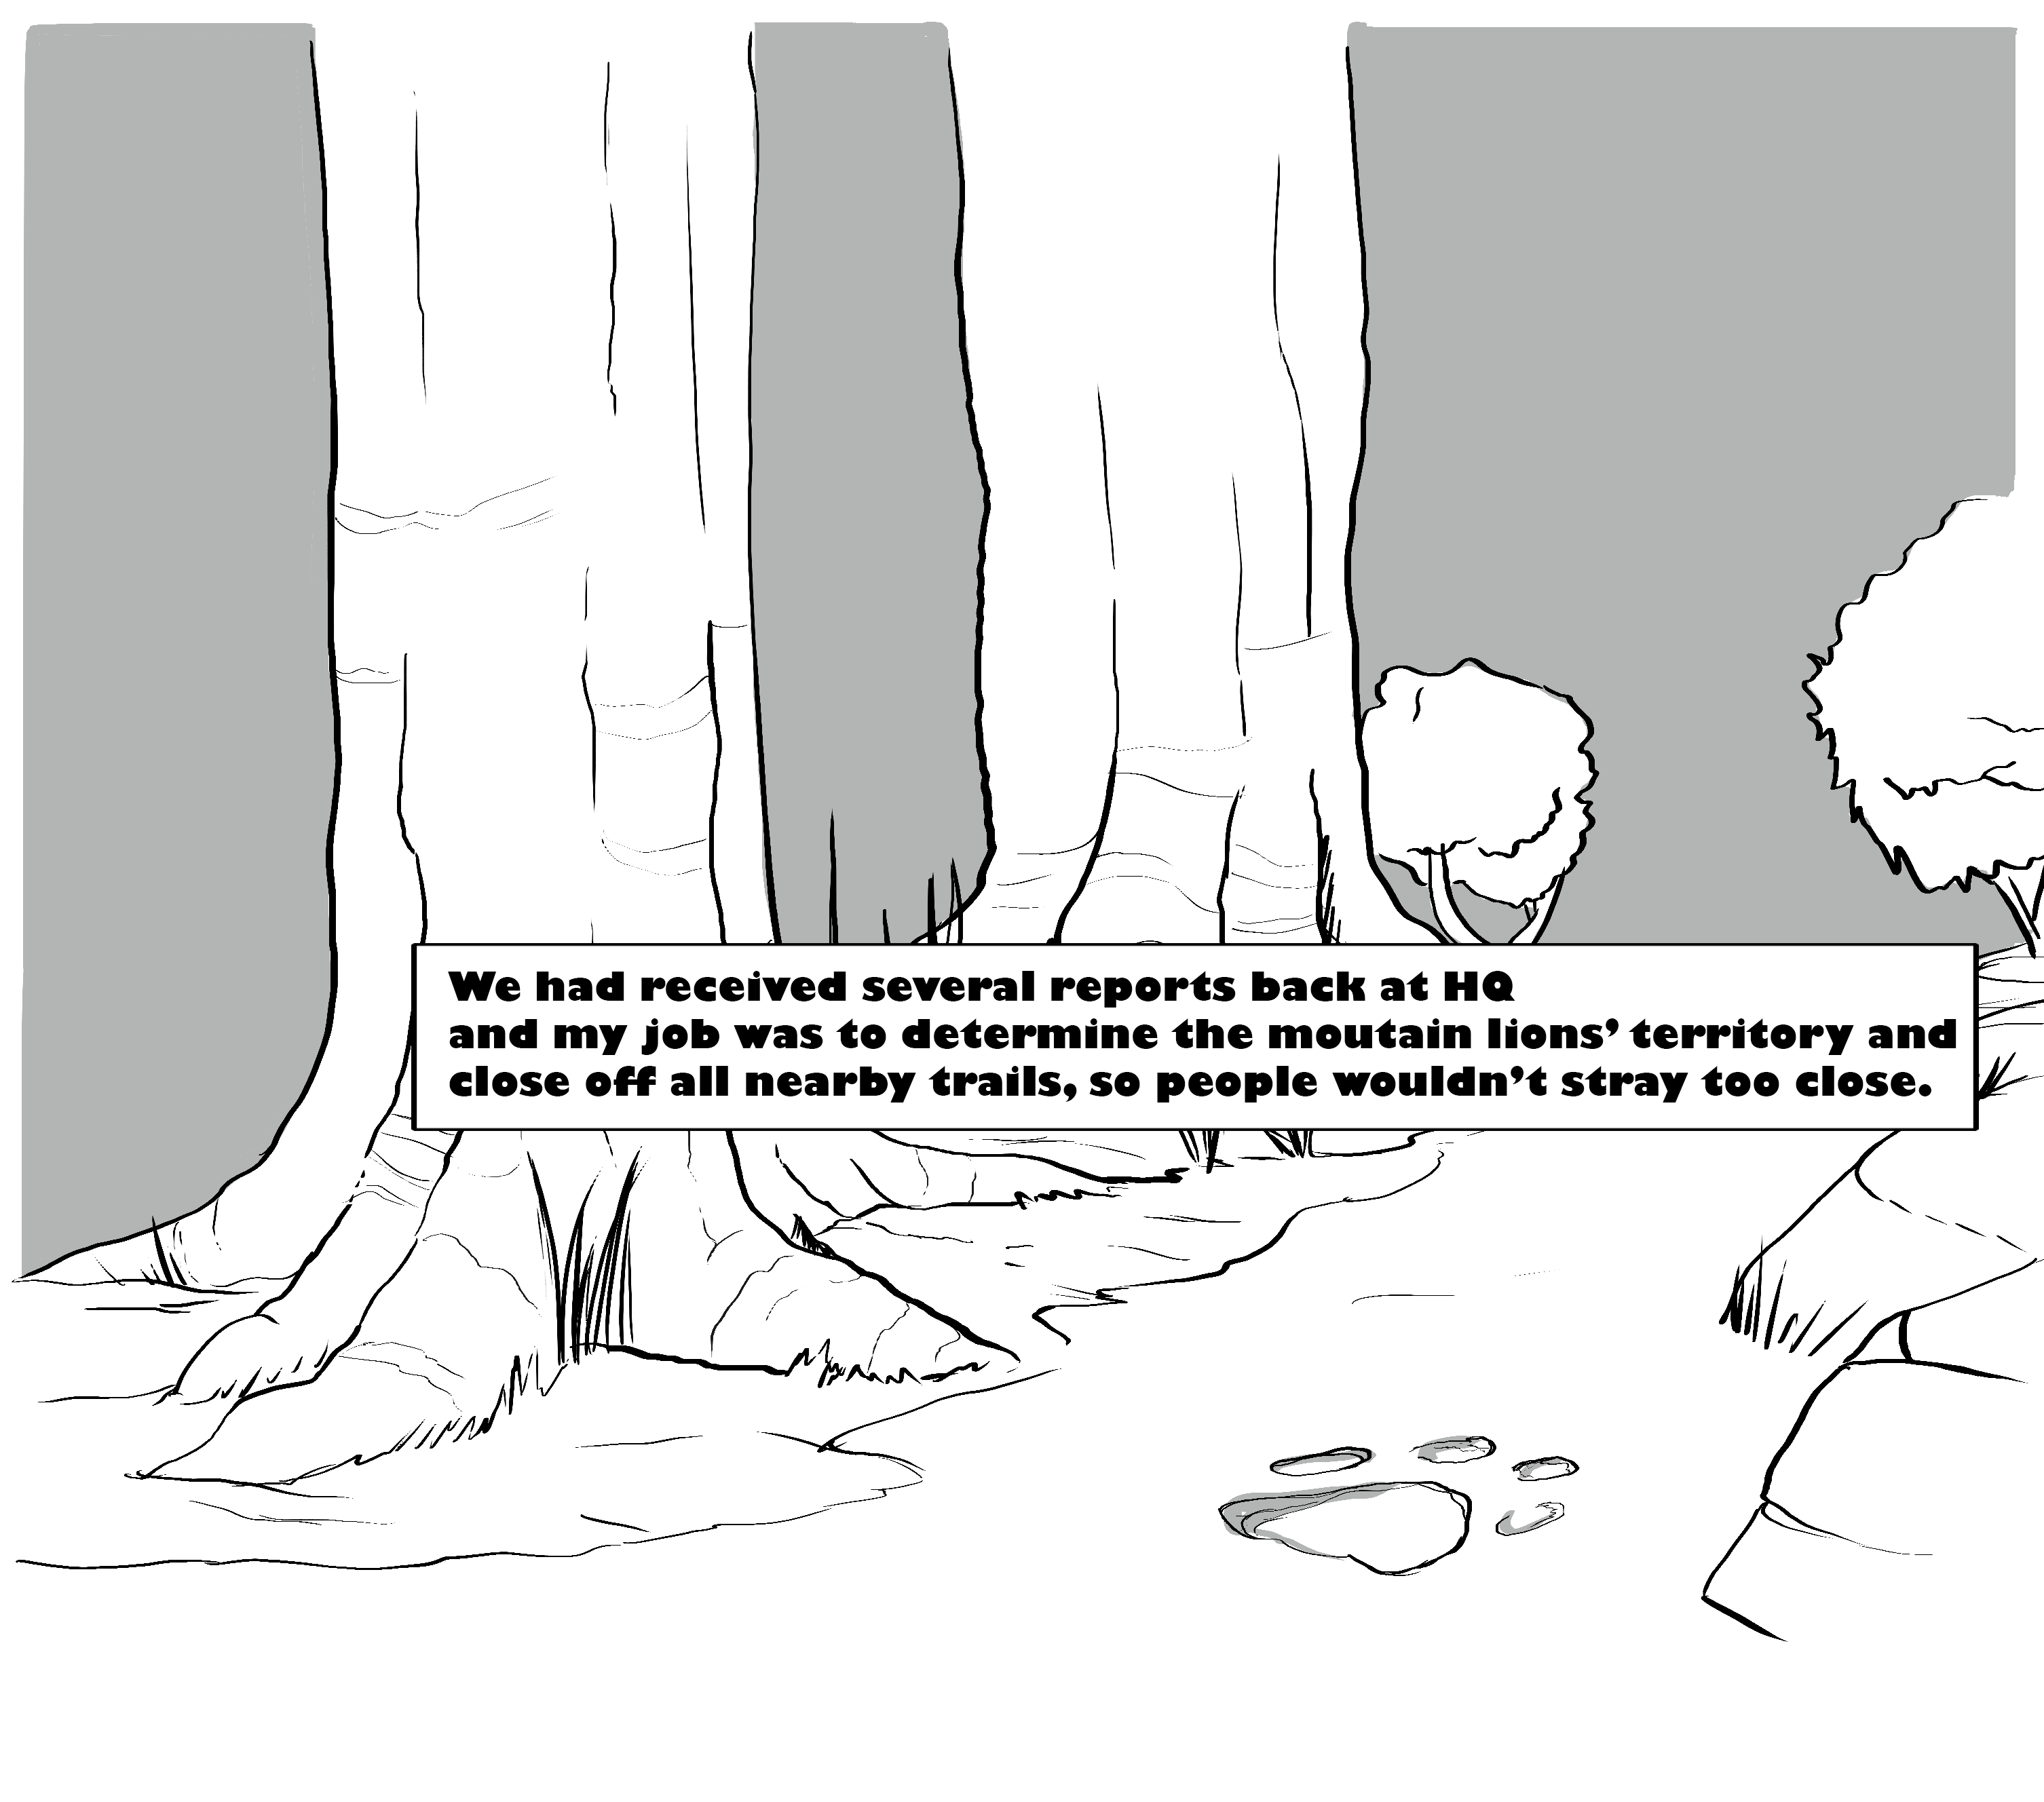 We had received several reports back at HQ
and my job was to determine the moutain lions’ territory and
close off all nearby trails, so people wouldn’t stray too close.